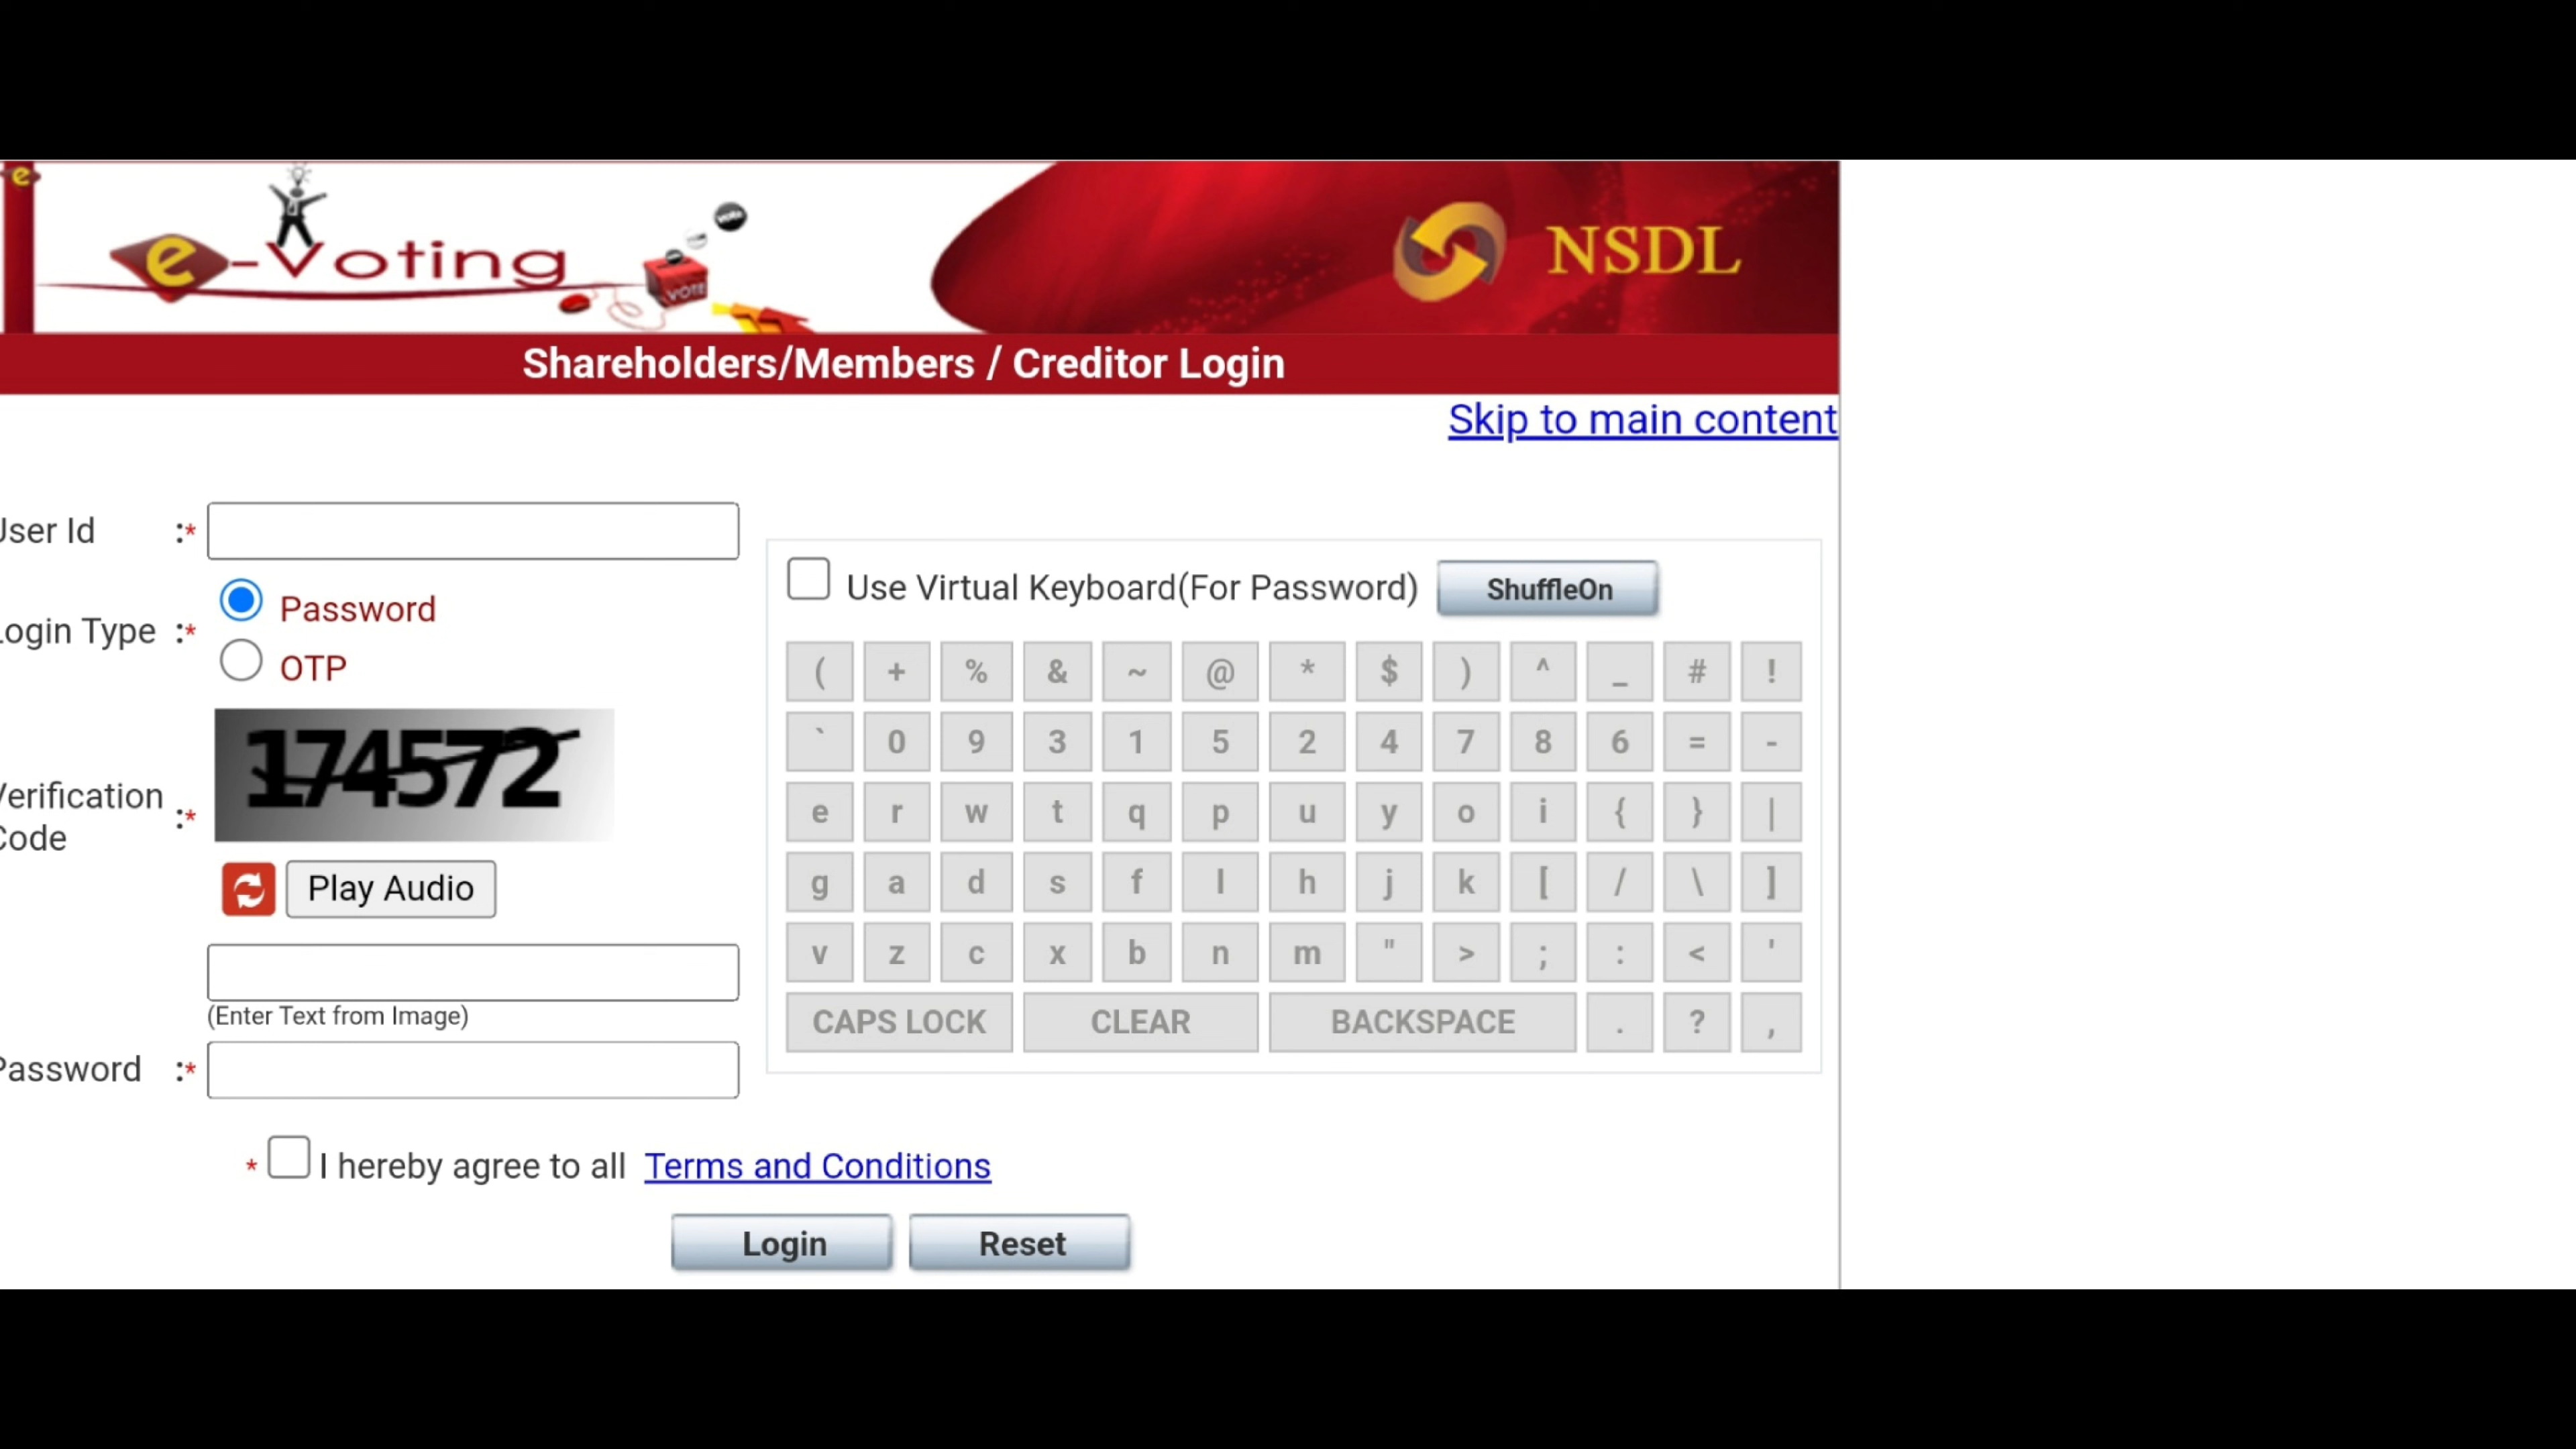 e
e-Voting
VOTE
VOTE
NSDL
Shareholders/Members / Creditor Login
Skip to main content
User Id :*
Use Virtual Keyboard(For Password) ShuffleOn
Login Type :*
Password
OTP
( + % & ~ @ * $ ) ^ _ # !
` 0 9 3 1 5 2 4 7 8 6 = -
e r w t q p u y o i { } |
g a d s f l h j k [ / \ ]
v z c x b n m " > ; : < '
CAPS LOCK CLEAR BACKSPACE . ? ,
174572
Verification
Code :*
Play Audio
(Enter Text from Image)
Password :*
* I hereby agree to all Terms and Conditions
Login Reset